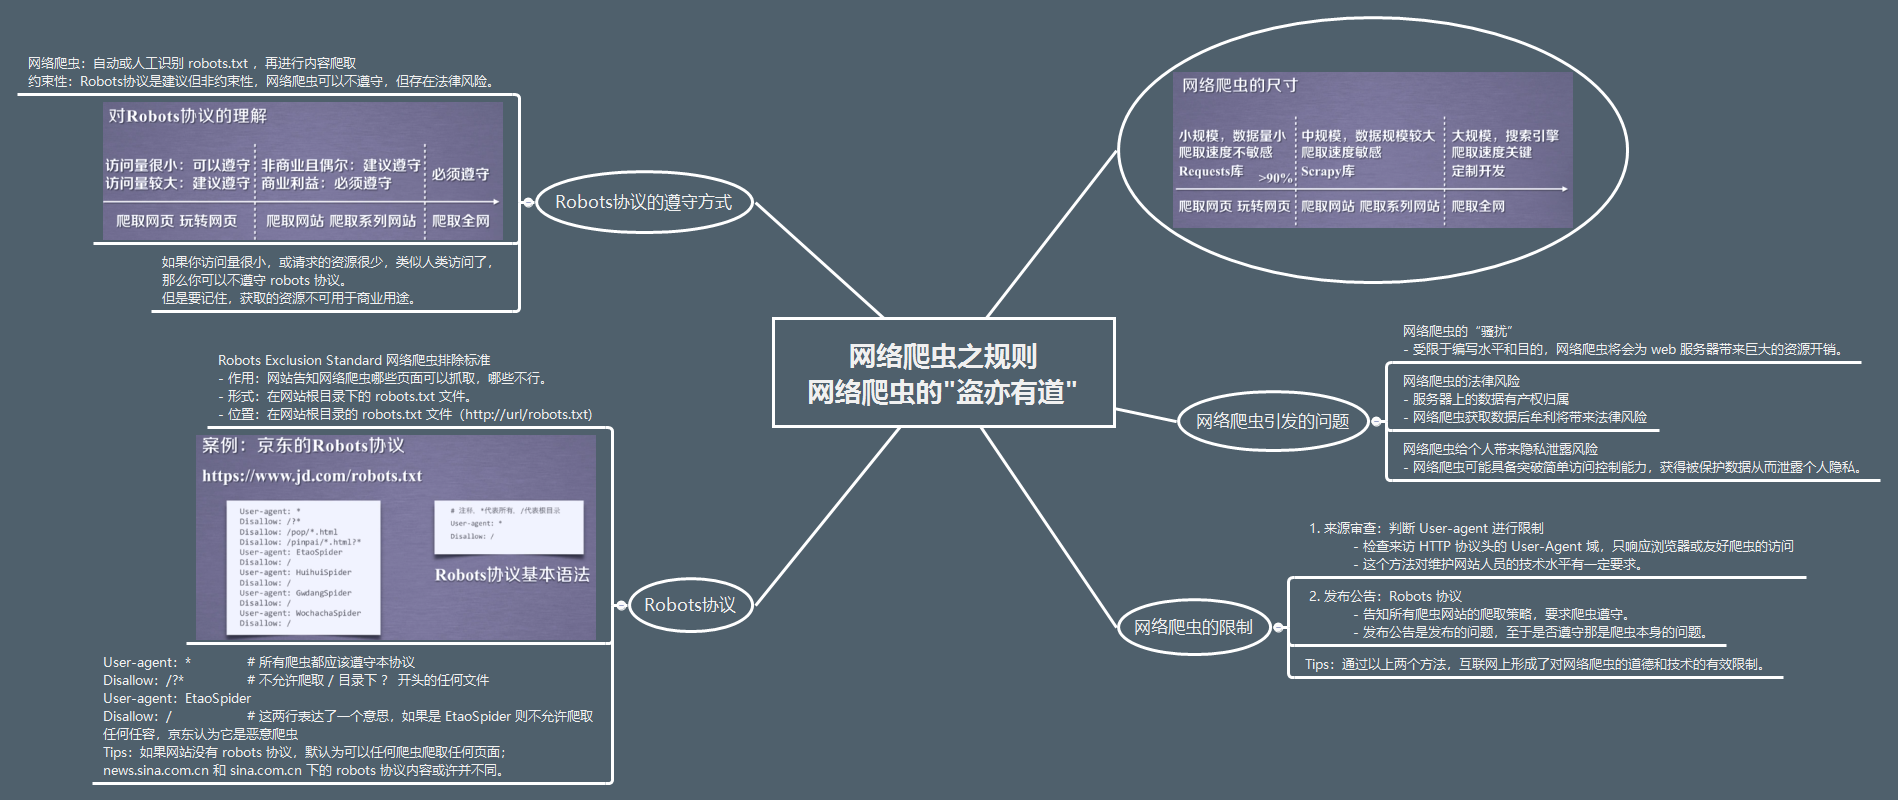 网络爬虫之规则
网络爬虫的"盗亦有道"
网络爬虫的尺寸
小规模，数据量小
爬取速度不敏感
Requests库
>90%
中规模，数据规模较大
爬取速度敏感
Scrapy库
大规模，搜索引擎
爬取速度关键
定制开发
爬取网页 玩转网页
爬取网站 爬取系列网站
爬取全网
网络爬虫引发的问题
网络爬虫的“骚扰”
- 受限于编写水平和目的，网络爬虫将会为 web 服务器带来巨大的资源开销。
网络爬虫的法律风险
- 服务器上的数据有产权归属
- 网络爬虫获取数据后牟利将带来法律风险
网络爬虫给个人带来隐私泄露风险
- 网络爬虫可能具备突破简单访问控制能力，获得被保护数据从而泄露个人隐私。
网络爬虫的限制
1. 来源审查：判断 User-agent 进行限制
- 检查来访 HTTP 协议头的 User-Agent 域，只响应浏览器或友好爬虫的访问
- 这个方法对维护网站人员的技术水平有一定要求。
2. 发布公告：Robots 协议
- 告知所有爬虫网站的爬取策略，要求爬虫遵守。
- 发布公告是发布的问题，至于是否遵守那是爬虫本身的问题。
Tips：通过以上两个方法，互联网上形成了对网络爬虫的道德和技术的有效限制。
Robots协议的遵守方式
网络爬虫：自动或人工识别 robots.txt ，再进行内容爬取
约束性：Robots协议是建议但非约束性，网络爬虫可以不遵守，但存在法律风险。
对Robots协议的理解
访问量很小：可以遵守
访问量较大：建议遵守
非商业且偶尔：建议遵守
商业利益：必须遵守
必须遵守
爬取网页 玩转网页
爬取网站 爬取系列网站
爬取全网
如果你访问量很小，或请求的资源很少，类似人类访问了，
那么你可以不遵守 robots 协议。
但是要记住，获取的资源不可用于商业用途。
Robots协议
Robots Exclusion Standard 网络爬虫排除标准
- 作用：网站告知网络爬虫哪些页面可以抓取，哪些不行。
- 形式：在网站根目录下的 robots.txt 文件。
- 位置：在网站根目录的 robots.txt 文件（http://url/robots.txt)
案例：京东的Robots协议
https://www.jd.com/robots.txt
User-agent: *
Disallow: /?*
Disallow: /pop/*.html
Disallow: /pinpai/*.html?*
User-agent: EtaoSpider
Disallow: /
User-agent: HuihuiSpider
Disallow: /
User-agent: GwdangSpider
Disallow: /
User-agent: WochachaSpider
Disallow: /
# 注释，*代表所有，/代表根目录
User-agent: *
Disallow: /
Robots协议基本语法
User-agent：* # 所有爬虫都应该遵守本协议
Disallow：/?* # 不允许爬取 / 目录下 ？ 开头的任何文件
User-agent：EtaoSpider
Disallow：/ # 这两行表达了一个意思，如果是 EtaoSpider 则不允许爬取
任何任容，京东认为它是恶意爬虫
Tips：如果网站没有 robots 协议，默认为可以任何爬虫爬取任何页面；
news.sina.com.cn 和 sina.com.cn 下的 robots 协议内容或许并不同。